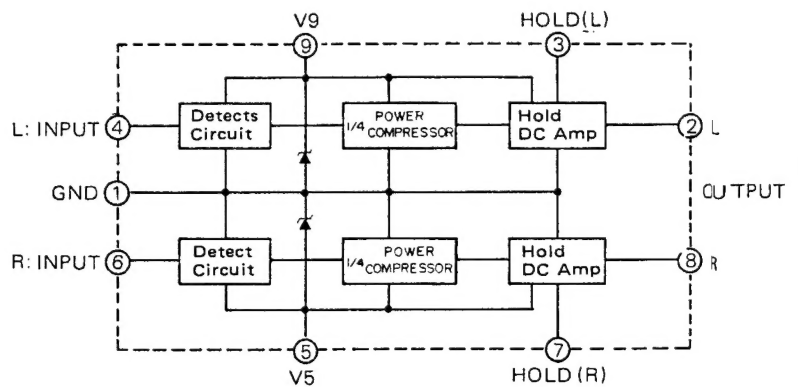 V9
HOLD(L)
9
3
L: INPUT 4
Detects
Circuit
1/4 POWER
COMPRESSOR
Hold
DC Amp
2 L
GND 1
OUTPUT
R: INPUT 6
Detect
Circuit
1/4 POWER
COMPRESSOR
Hold
DC Amp
8 R
5
7
V5
HOLD(R)